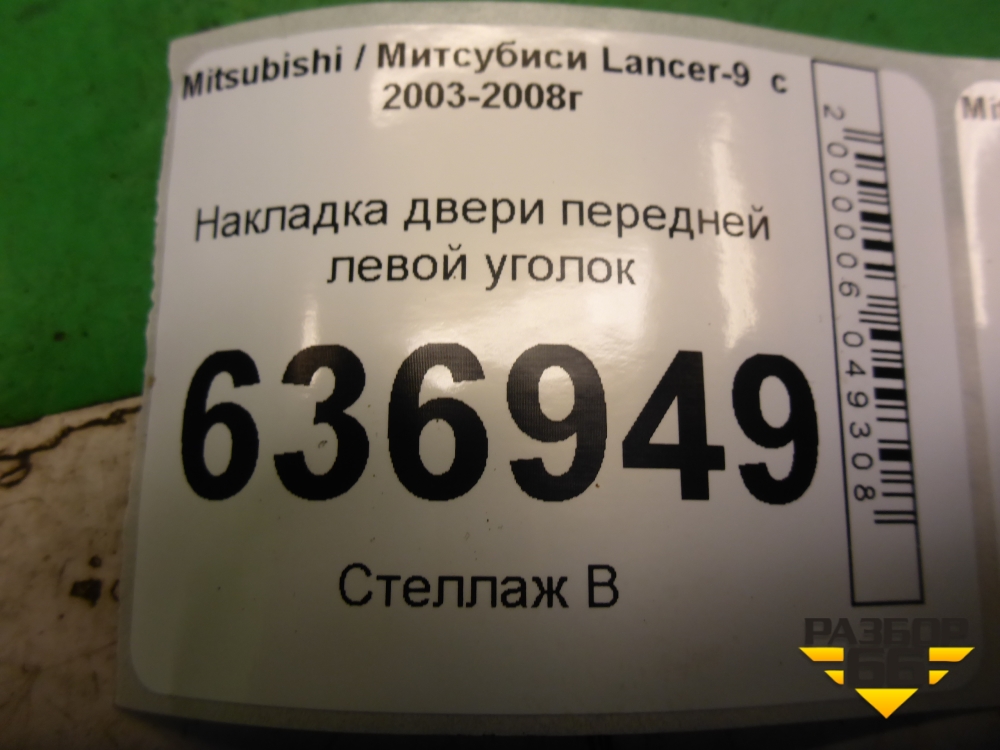 Mitsubishi / Митсубиси Lancer-9 с
2003-2008г
Накладка двери передней
левой уголок
636949
Стеллаж В
2000006049308
РАЗБОР
66